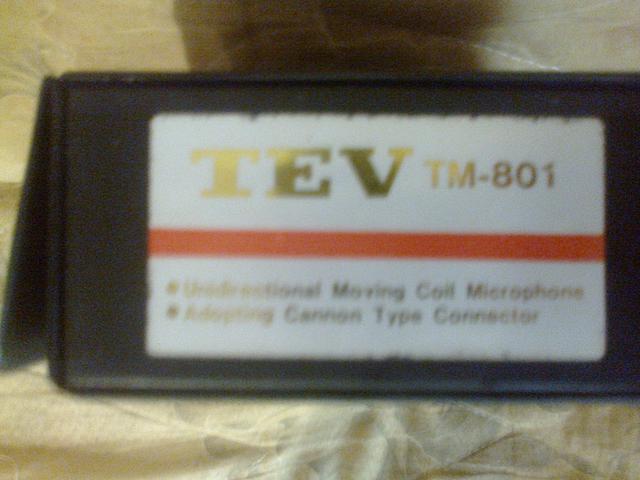 TEV TM-801
Unidirectional Moving Coil Microphone
Adopting Cannon Type Connector